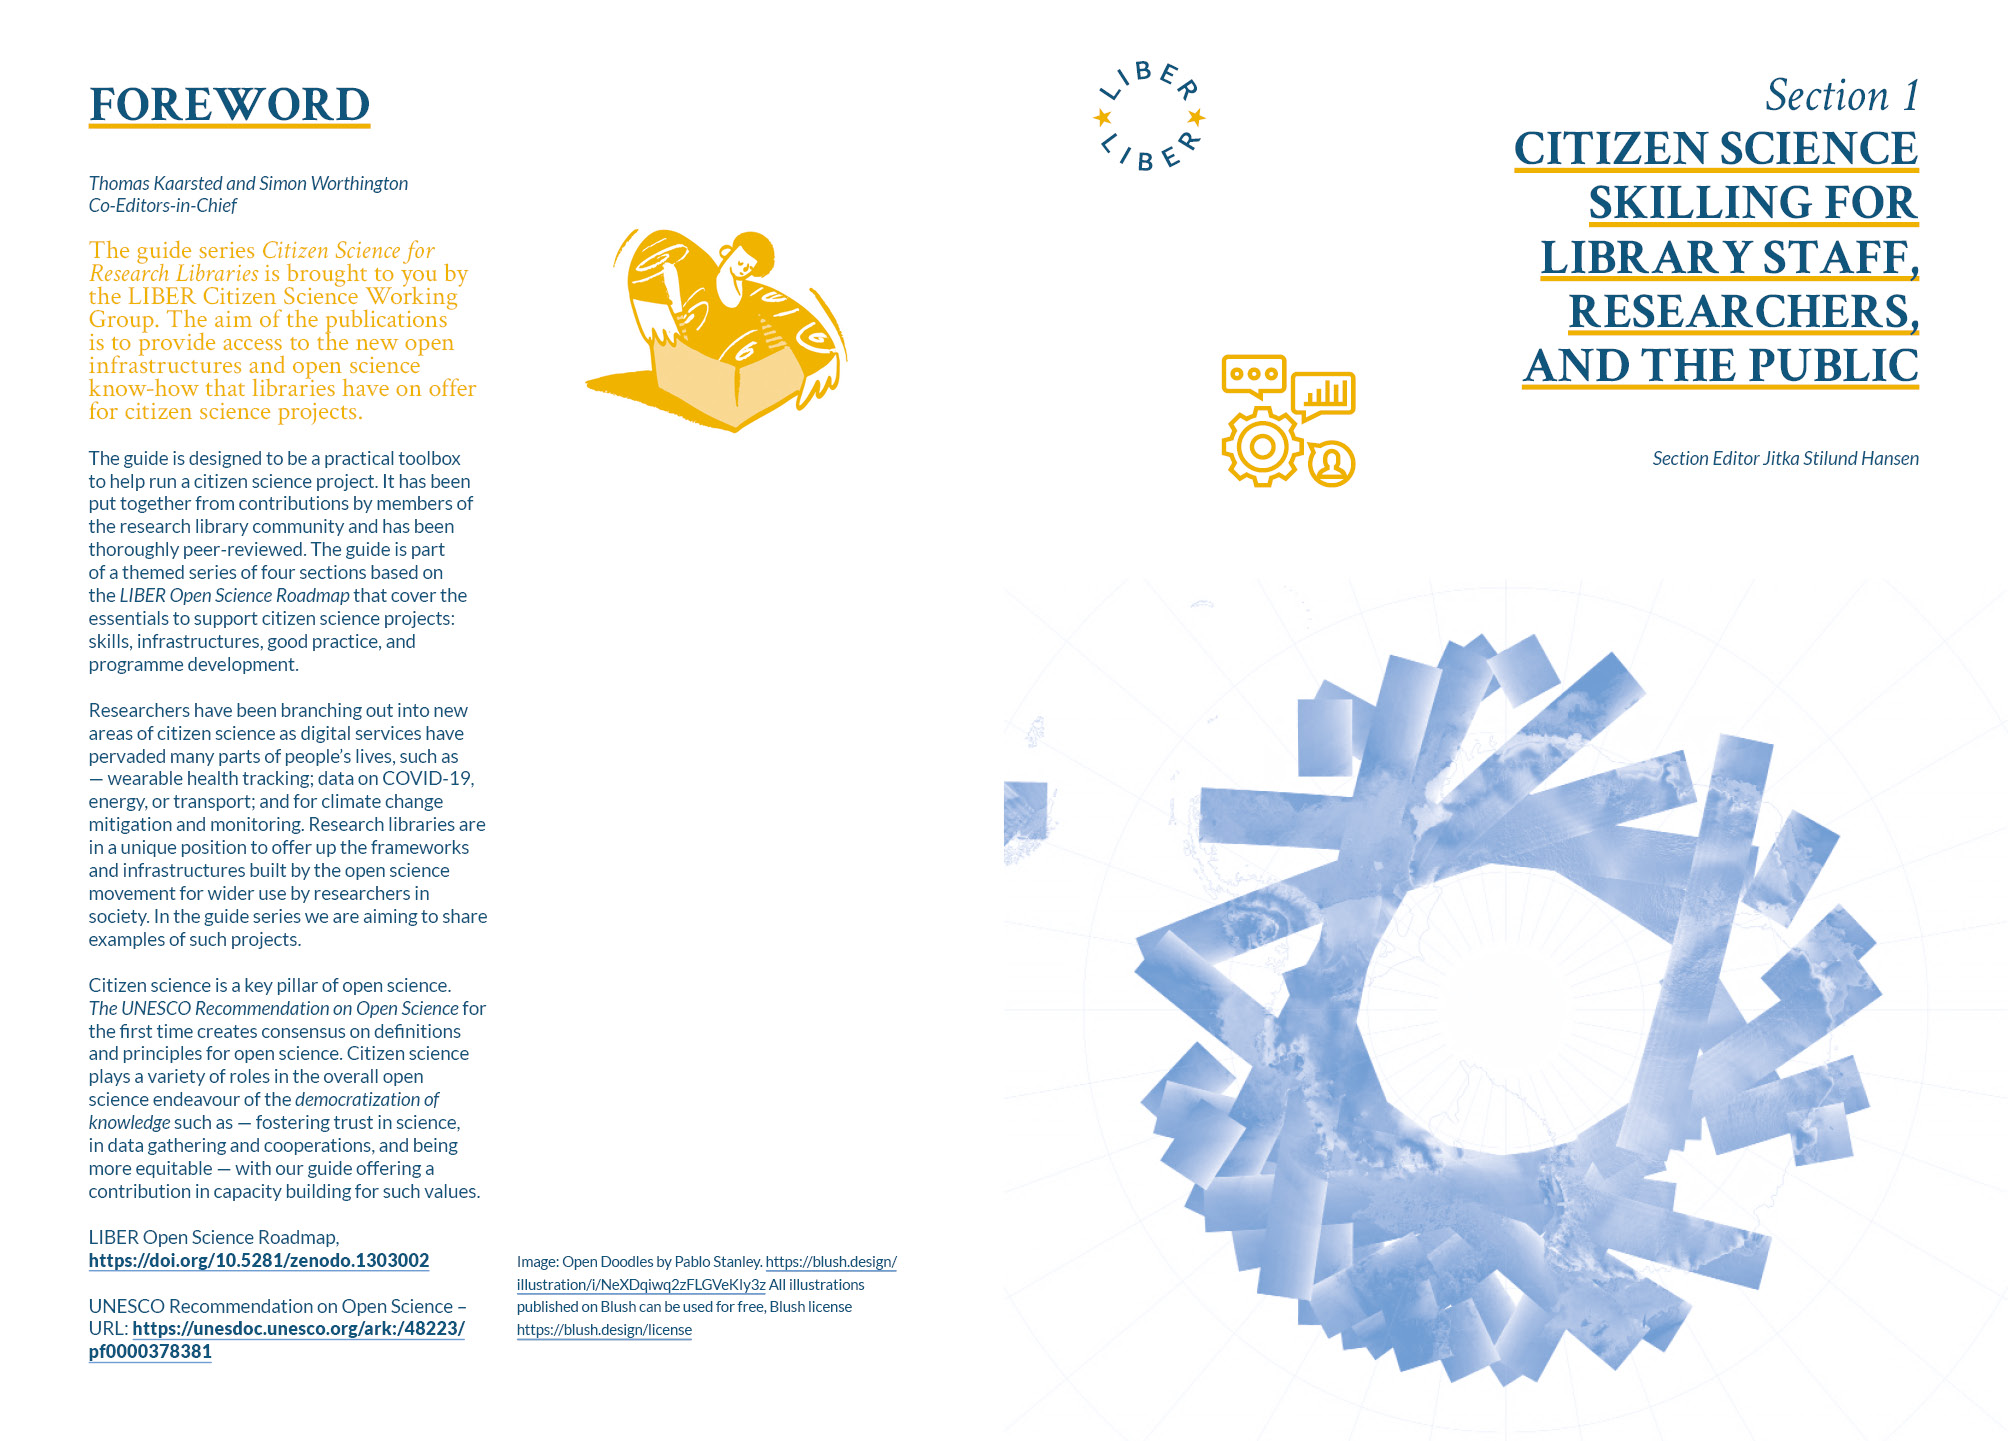 FOREWORD
Thomas Kaarsted and Simon Worthington
Co-Editors-in-Chief
The guide series Citizen Science for
Research Libraries is brought to you by
the LIBER Citizen Science Working
Group. The aim of the publications
is to provide access to the new open
infrastructures and open science
know-how that libraries have on offer
for citizen science projects.
The guide is designed to be a practical toolbox
to help run a citizen science project. It has been
put together from contributions by members of
the research library community and has been
thoroughly peer-reviewed. The guide is part
of a themed series of four sections based on
the LIBER Open Science Roadmap that cover the
essentials to support citizen science projects:
skills, infrastructures, good practice, and
programme development.
Researchers have been branching out into new
areas of citizen science as digital services have
pervaded many parts of people’s lives, such as
— wearable health tracking; data on COVID-19,
energy, or transport; and for climate change
mitigation and monitoring. Research libraries are
in a unique position to offer up the frameworks
and infrastructures built by the open science
movement for wider use by researchers in
society. In the guide series we are aiming to share
examples of such projects.
Citizen science is a key pillar of open science.
The UNESCO Recommendation on Open Science for
the first time creates consensus on definitions
and principles for open science. Citizen science
plays a variety of roles in the overall open
science endeavour of the democratization of
knowledge such as — fostering trust in science,
in data gathering and cooperations, and being
more equitable — with our guide offering a
contribution in capacity building for such values.
LIBER Open Science Roadmap,
https://doi.org/10.5281/zenodo.1303002
UNESCO Recommendation on Open Science –
URL: https://unesdoc.unesco.org/ark:/48223/
pf0000378381
Image: Open Doodles by Pablo Stanley. https://blush.design/
illustration/i/NeXDqiwq2zFLGVeKIy3z All illustrations
published on Blush can be used for free, Blush license
https://blush.design/license
LIBER
LIBER
Section 1
CITIZEN SCIENCE
SKILLING FOR
LIBRARY STAFF,
RESEARCHERS,
AND THE PUBLIC
Section Editor Jitka Stilund Hansen